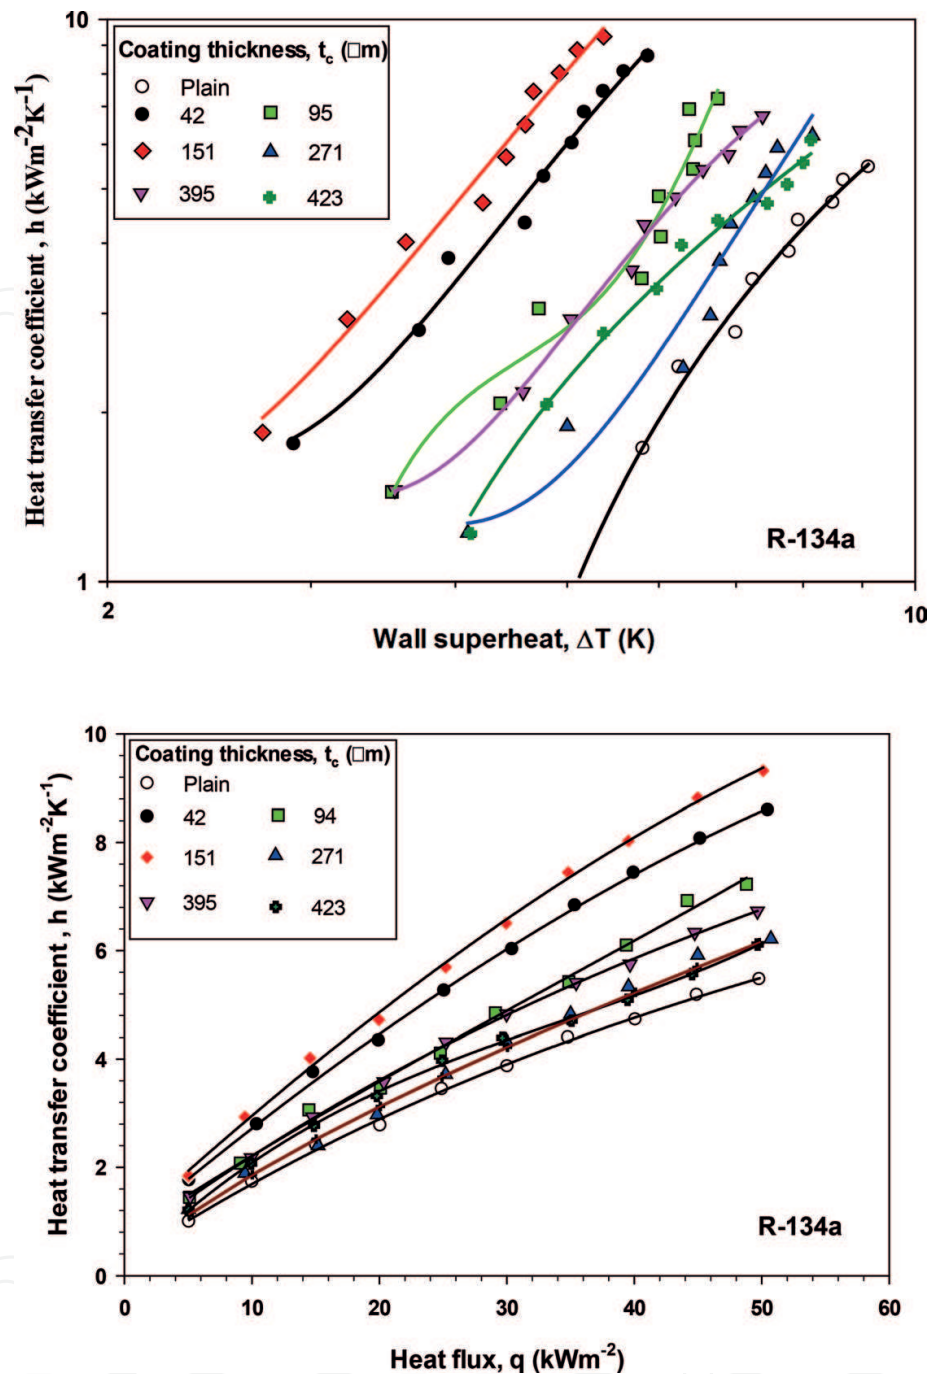 10
Coating thickness, t_c (□m)
Plain
42 95
151 271
395 423
Heat transfer coefficient , h (kWm⁻²K⁻¹)
R-134a
1
2 10
Wall superheat, ΔT (K)
10
Coating thickness, t_c (□m)
Plain
42 94
151 271
395 423
8
6
4
2
0
Heat transfer coefficient , h (kWm⁻²K⁻¹)
R-134a
0 10 20 30 40 50 60
Heat flux, q (kWm⁻²)